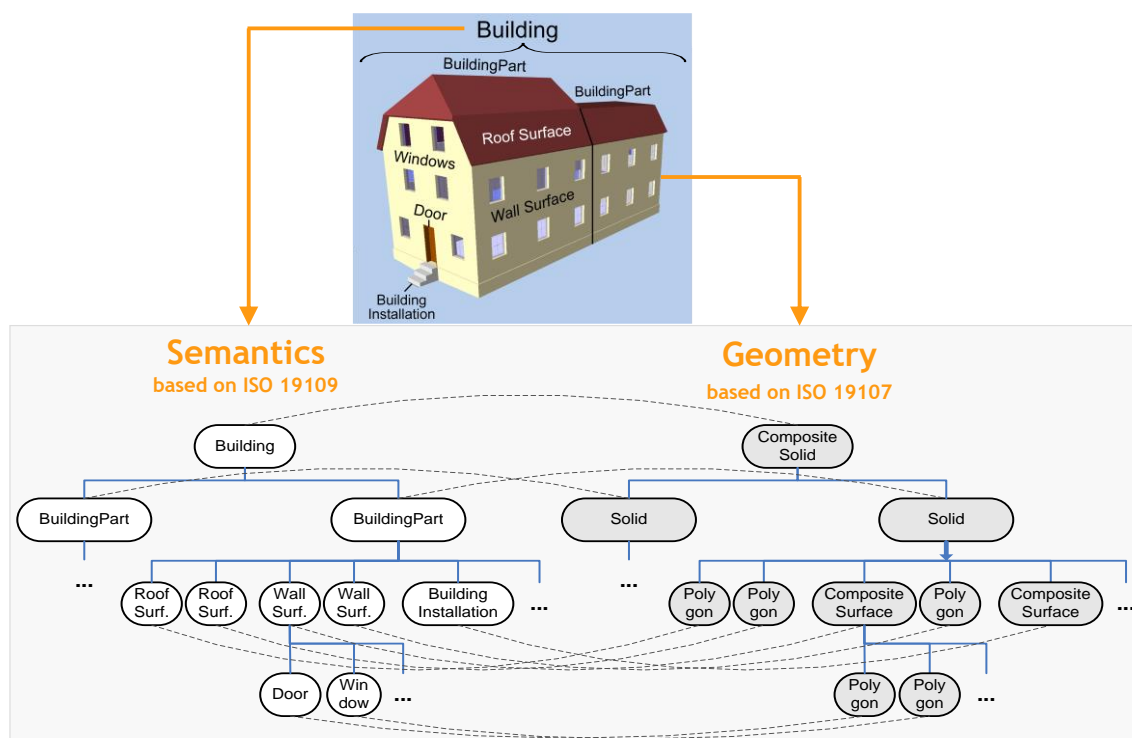 Building
BuildingPart
BuildingPart
Roof Surface
Windows
Wall Surface
Door
Building
Installation
Semantics
based on ISO 19109
Geometry
based on ISO 19107
Building
Composite
Solid
BuildingPart
BuildingPart
Solid
Solid
...
Roof
Surf.
Roof
Surf.
Wall
Surf.
Wall
Surf.
Building
Installation
...
...
Poly
gon
Poly
gon
Composite
Surface
Poly
gon
Composite
Surface
...
Door
Win
dow
...
Poly
gon
Poly
gon
...